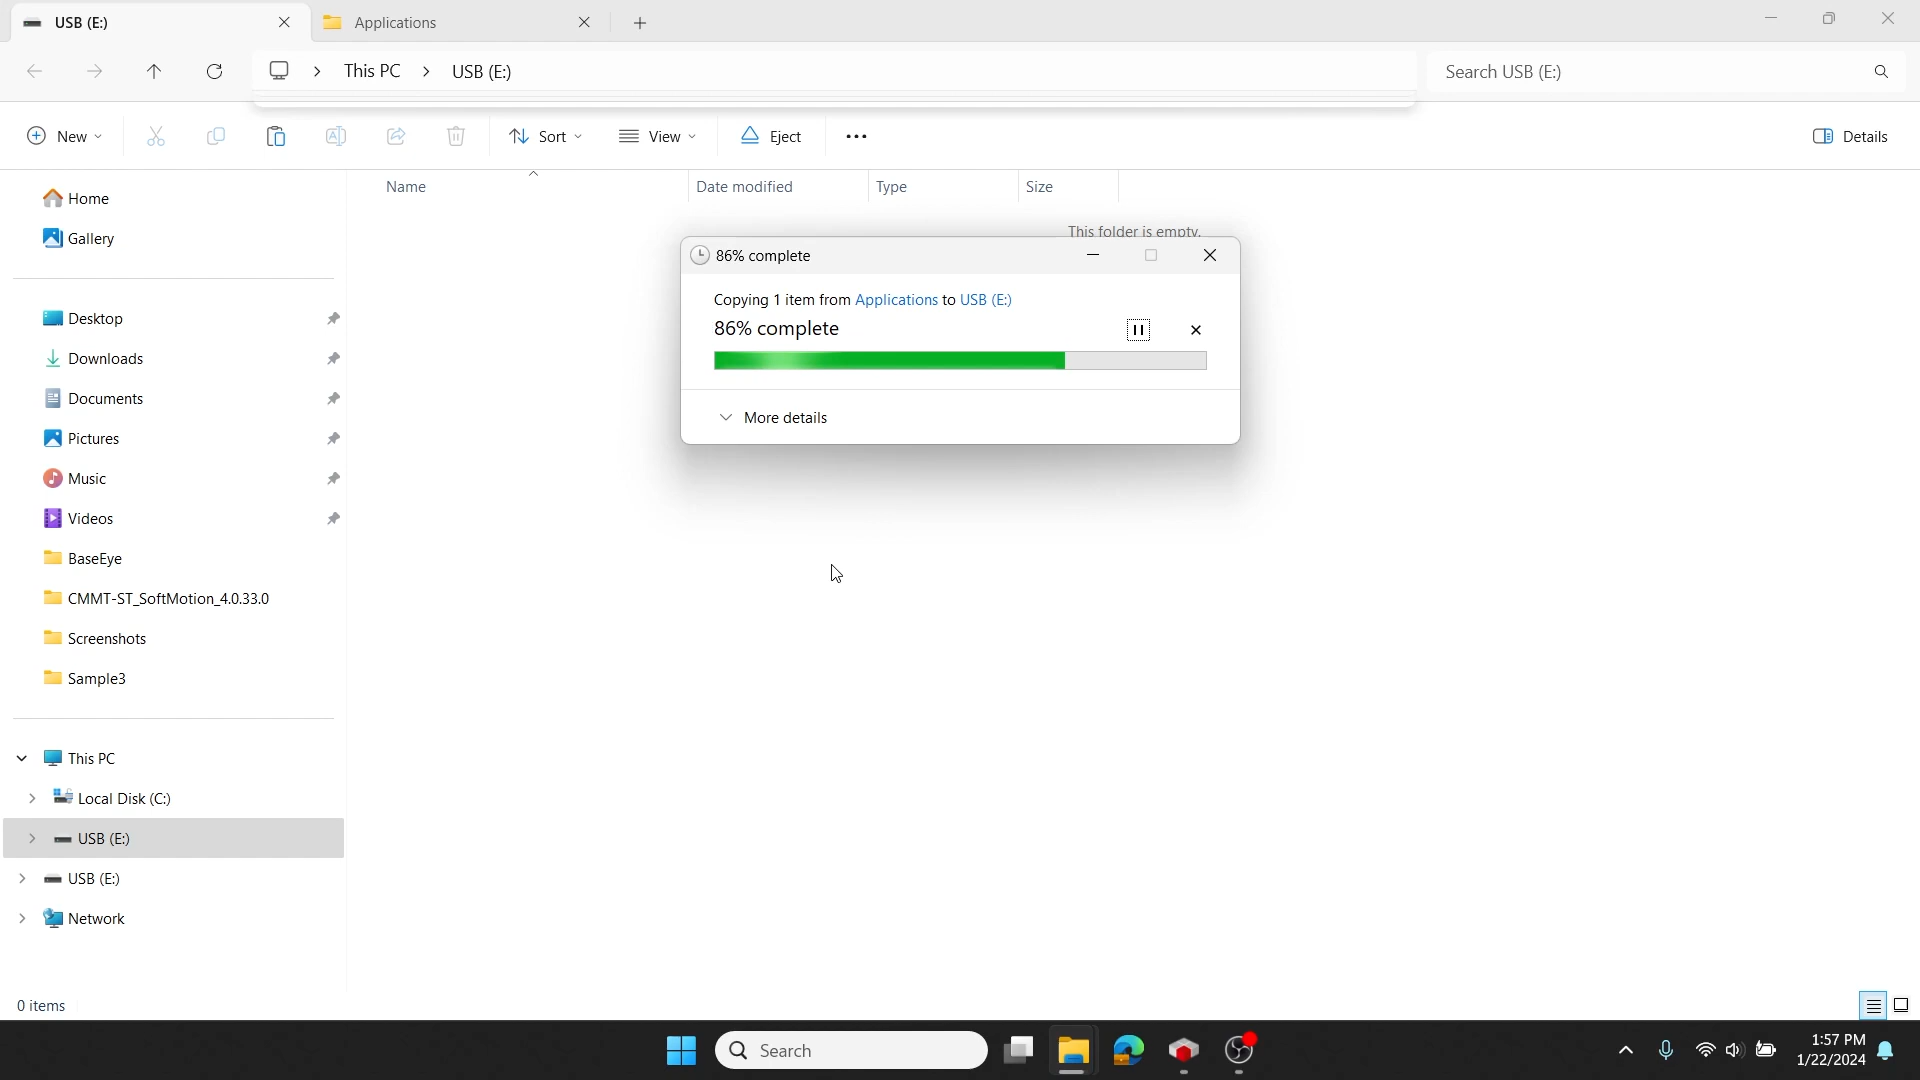 USB (E:)
Applications
This PC
USB (E:)
Search USB (E:)
New
Sort
View
Eject
Details
Home
Gallery
Desktop
Downloads
Documents
Pictures
Music
Videos
BaseEye
CMMT-ST_SoftMotion_4.0.33.0
Screenshots
Sample3
This PC
Local Disk (C:)
USB (E:)
USB (E:)
Network
0 items
Name
Date modified
Type
Size
This folder is empty.
86% complete
Copying 1 item from Applications to USB (E:)
86% complete
More details
Search
1:57 PM
1/22/2024